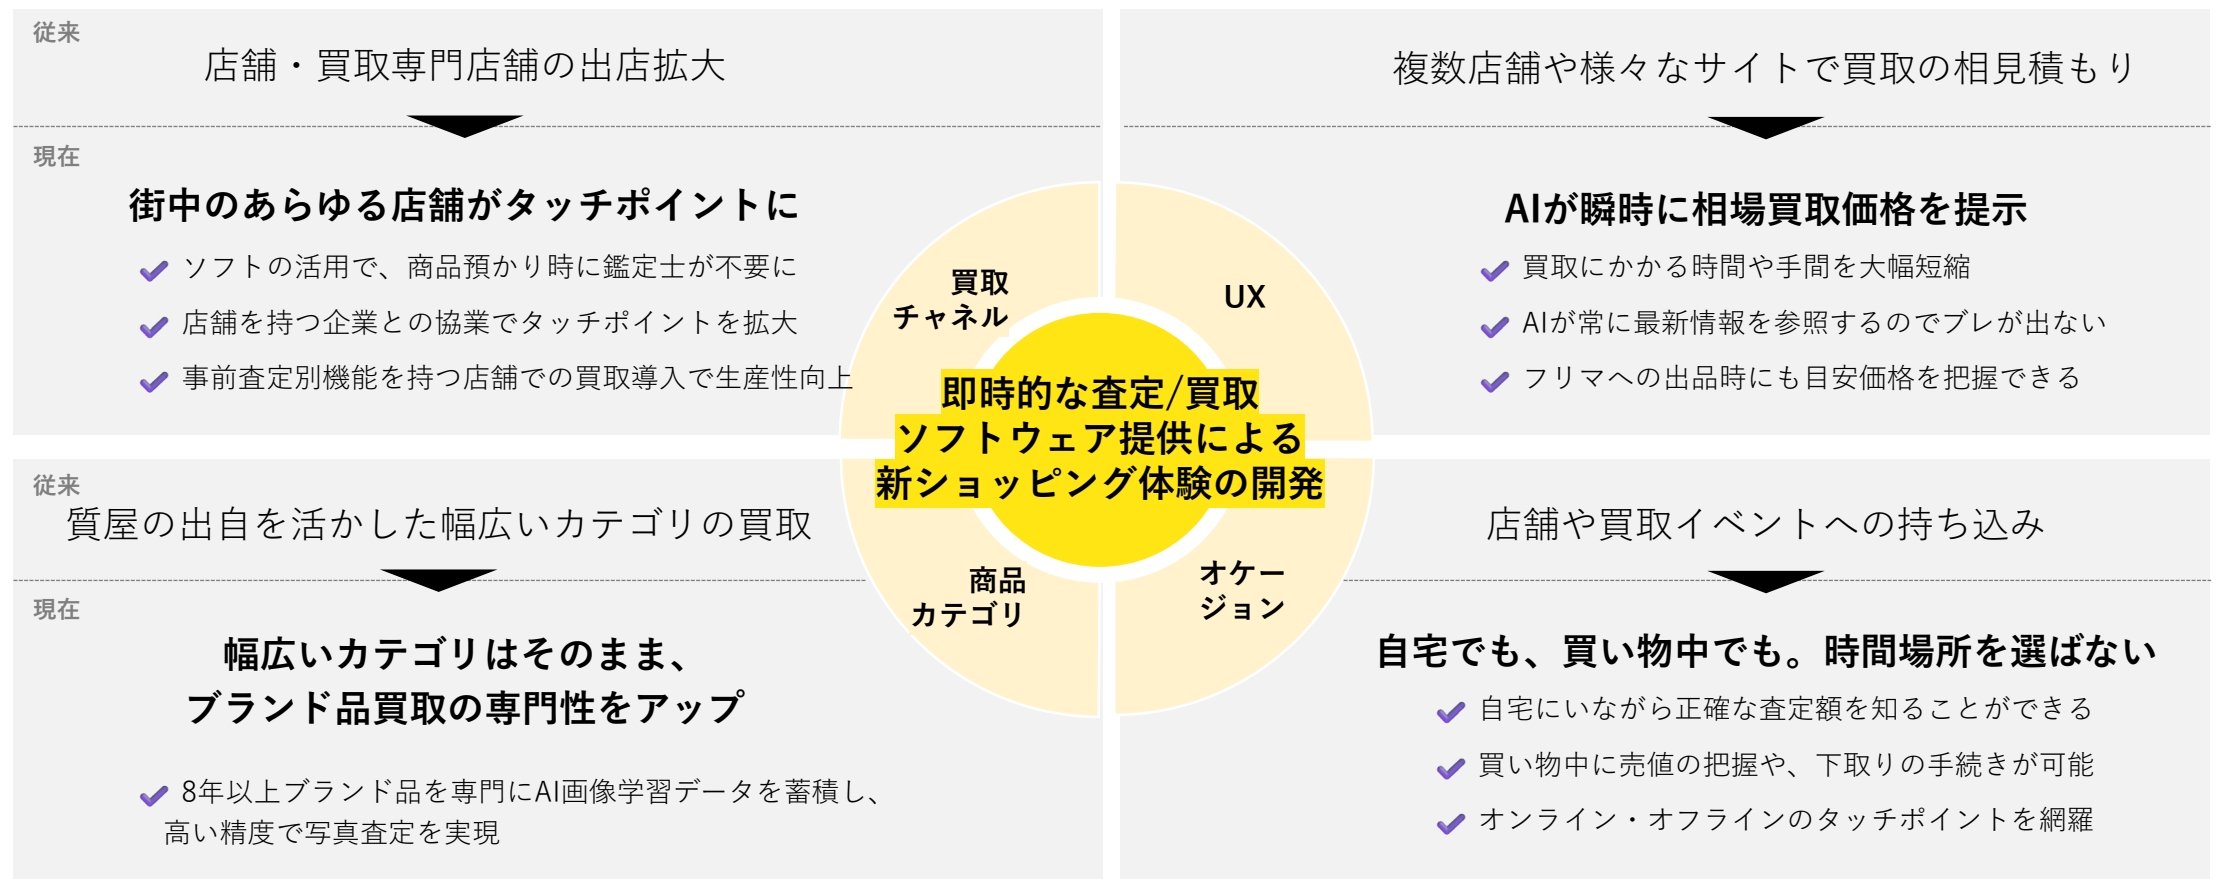 従来
店舗・買取専門店舗の出店拡大
現在
街中のあらゆる店舗がタッチポイントに
ソフトの活用で、商品預かり時に鑑定士が不要に
店舗を持つ企業との協業でタッチポイントを拡大
事前査定別機能を持つ店舗での買取導入で生産性向上
複数店舗や様々なサイトで買取の相見積もり
AIが瞬時に相場買取価格を提示
買取にかかる時間や手間を大幅短縮
AIが常に最新情報を参照するのでブレが出ない
フリマへの出品時にも目安価格を把握できる
買取
チャネル
UX
即時的な査定/買取
ソフトウェア提供による
新ショッピング体験の開発
商品
カテゴリ
オケー
ジョン
従来
質屋の出自を活かした幅広いカテゴリの買取
現在
幅広いカテゴリはそのまま、
ブランド品買取の専門性をアップ
8年以上ブランド品を専門にAI画像学習データを蓄積し、
高い精度で写真査定を実現
店舗や買取イベントへの持ち込み
自宅でも、買い物中でも。時間場所を選ばない
自宅にいながら正確な査定額を知ることができる
買い物中に売値の把握や、下取りの手続きが可能
オンライン・オフラインのタッチポイントを網羅